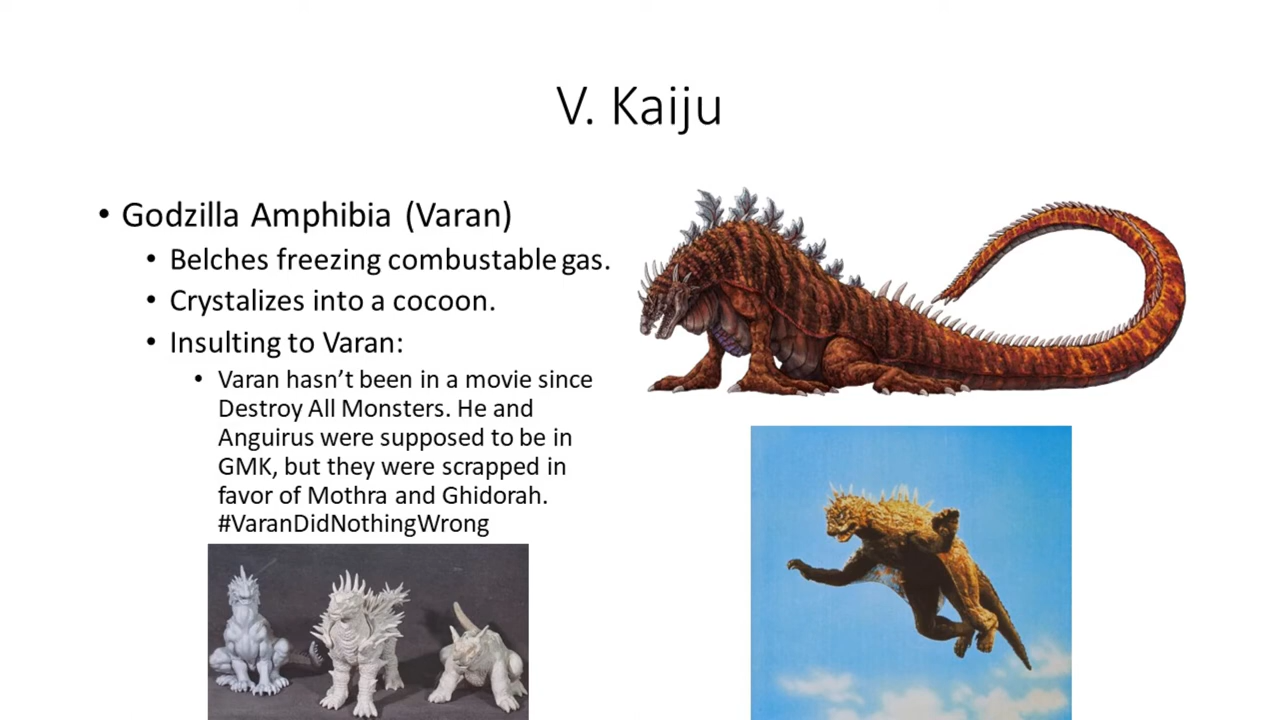 V. Kaiju
• Godzilla Amphibia (Varan)
• Belches freezing combustable gas.
• Crystalizes into a cocoon.
• Insulting to Varan:
• Varan hasn’t been in a movie since
Destroy All Monsters. He and
Anguirus were supposed to be in
GMK, but they were scrapped in
favor of Mothra and Ghidorah.
#VaranDidNothingWrong